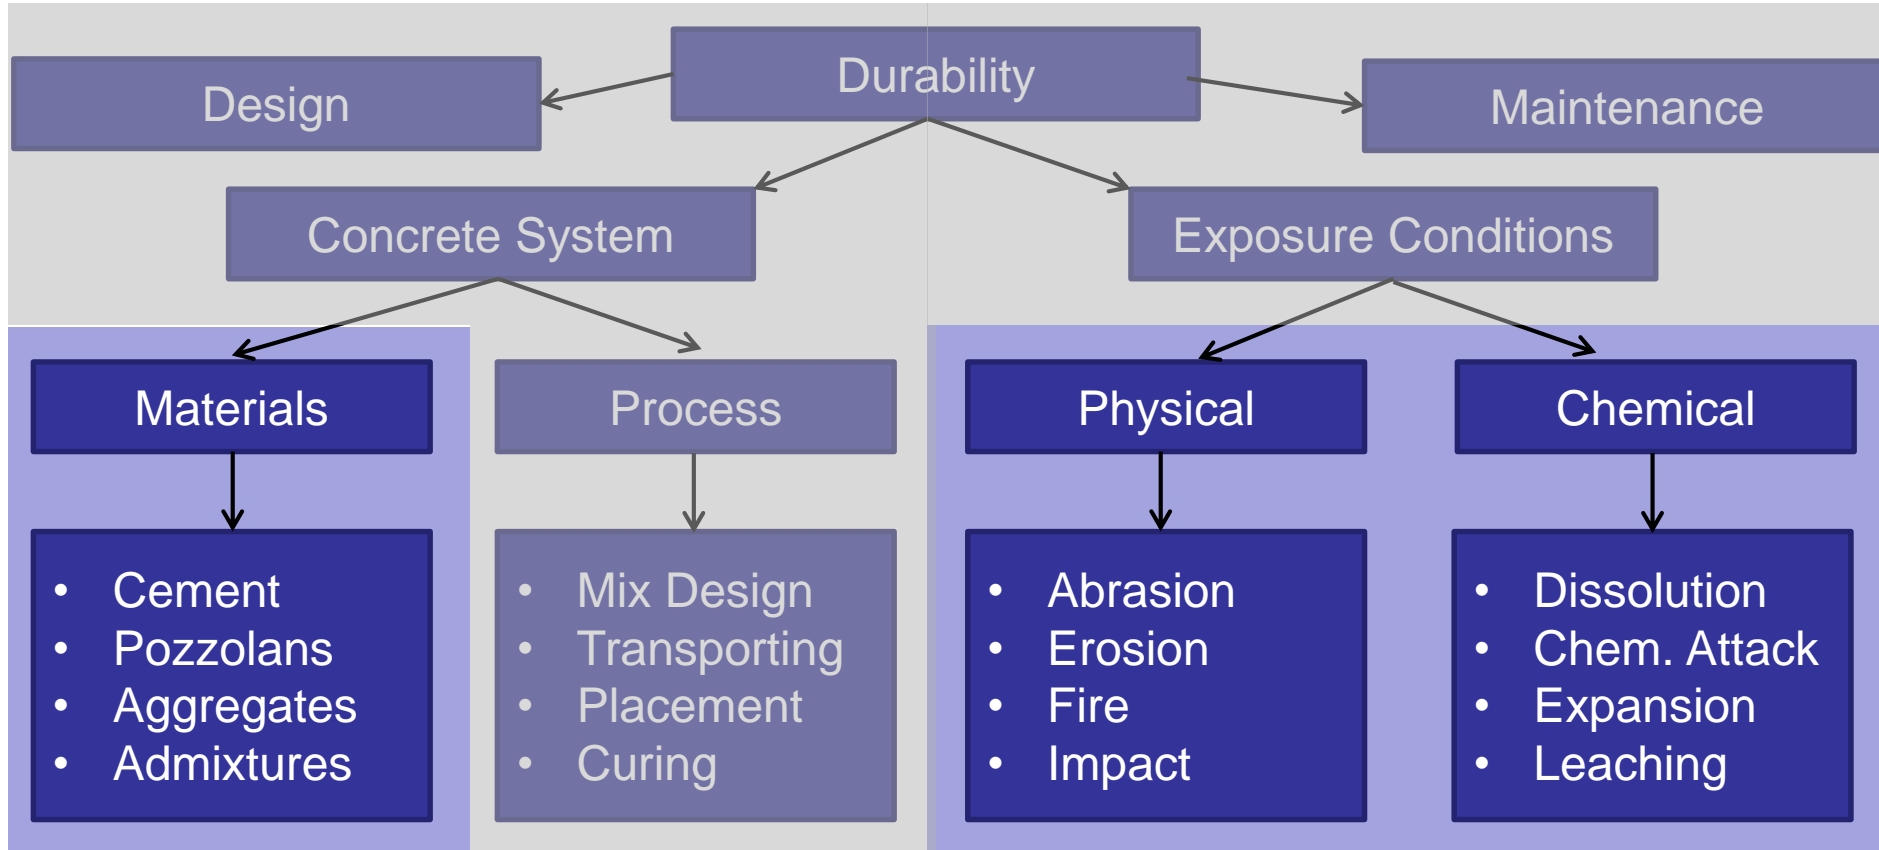 Durability
Design
Maintenance
Concrete System
Exposure Conditions
Materials
Process
Physical
Chemical
• Cement
• Pozzolans
• Aggregates
• Admixtures
• Mix Design
• Transporting
• Placement
• Curing
• Abrasion
• Erosion
• Fire
• Impact
• Dissolution
• Chem. Attack
• Expansion
• Leaching